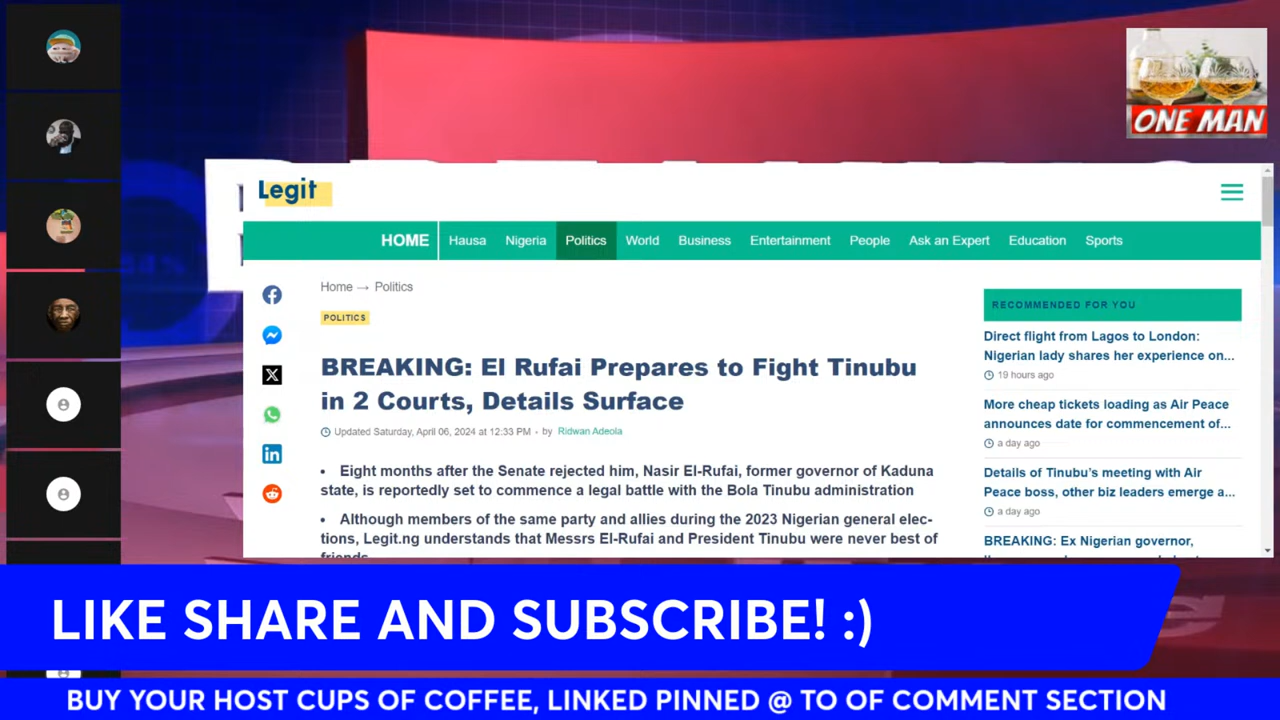 ONE MAN
Legit
HOME Hausa Nigeria Politics World Business Entertainment People Ask an Expert Education Sports
Home → Politics
POLITICS
BREAKING: El Rufai Prepares to Fight Tinubu
in 2 Courts, Details Surface
Updated Saturday, April 06, 2024 at 12:33 PM • by Ridwan Adeola
• Eight months after the Senate rejected him, Nasir El-Rufai, former governor of Kaduna
state, is reportedly set to commence a legal battle with the Bola Tinubu administration
• Although members of the same party and allies during the 2023 Nigerian general elec-
tions, Legit.ng understands that Messrs El-Rufai and President Tinubu were never best of
friends
RECOMMENDED FOR YOU
Direct flight from Lagos to London:
Nigerian lady shares her experience on...
19 hours ago
More cheap tickets loading as Air Peace
announces date for commencement of...
a day ago
Details of Tinubu's meeting with Air
Peace boss, other biz leaders emerge a...
a day ago
BREAKING: Ex Nigerian governor,
LIKE SHARE AND SUBSCRIBE! :)
BUY YOUR HOST CUPS OF COFFEE, LINKED PINNED @ TO OF COMMENT SECTION